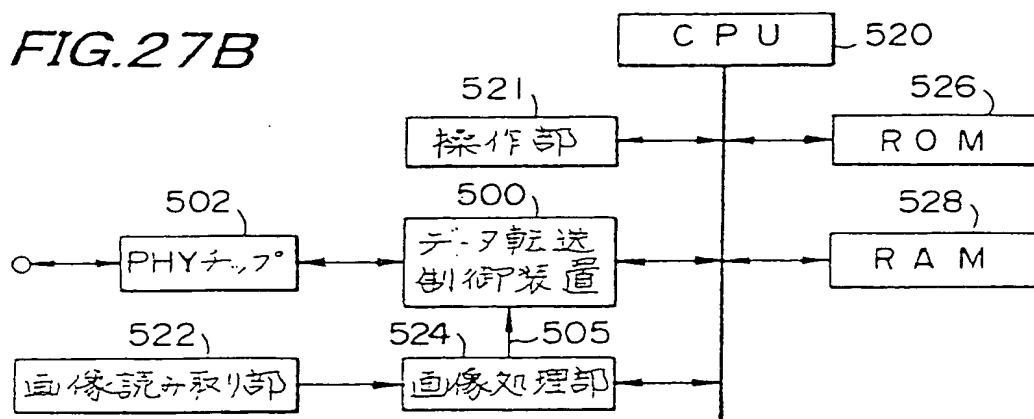 FIG.27B
CPU
520
521
操作部
526
ROM
502
PHYチップ
500
データ転送
制御装置
528
RAM
522
画像読み取り部
524
画像処理部
505